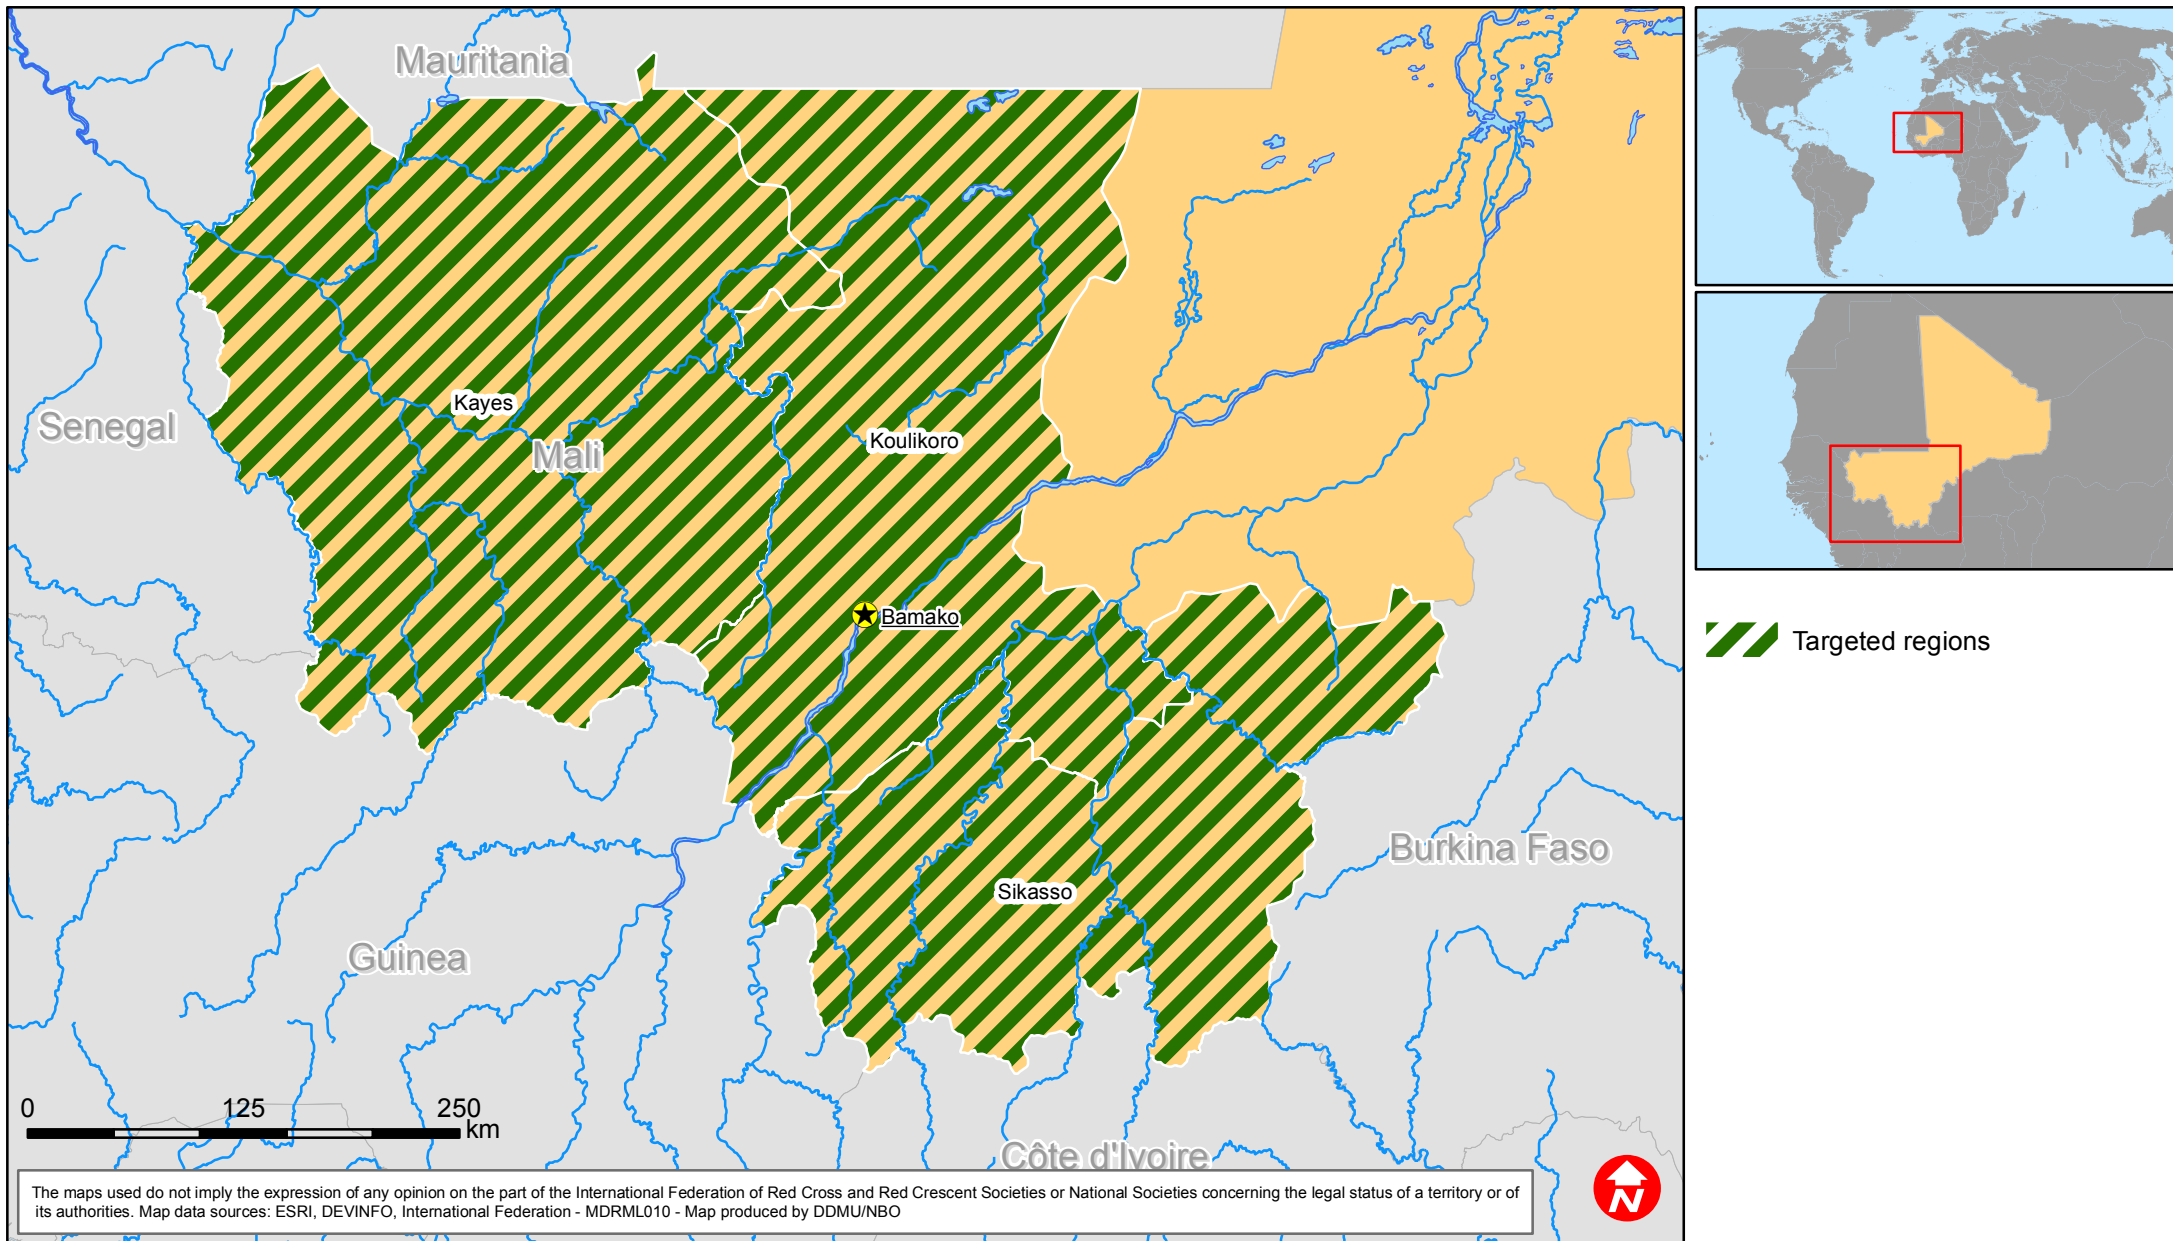 Mauritania
Senegal
Kayes
Mali
Koulikoro
Bamako
Sikasso
Burkina Faso
Guinea
Côte d'Ivoire
0 125 250
km
The maps used do not imply the expression of any opinion on the part of the International Federation of Red Cross and Red Crescent Societies or National Societies concerning the legal status of a territory or of
its authorities. Map data sources: ESRI, DEVINFO, International Federation - MDRML010 - Map produced by DDMU/NBO
N
Targeted regions